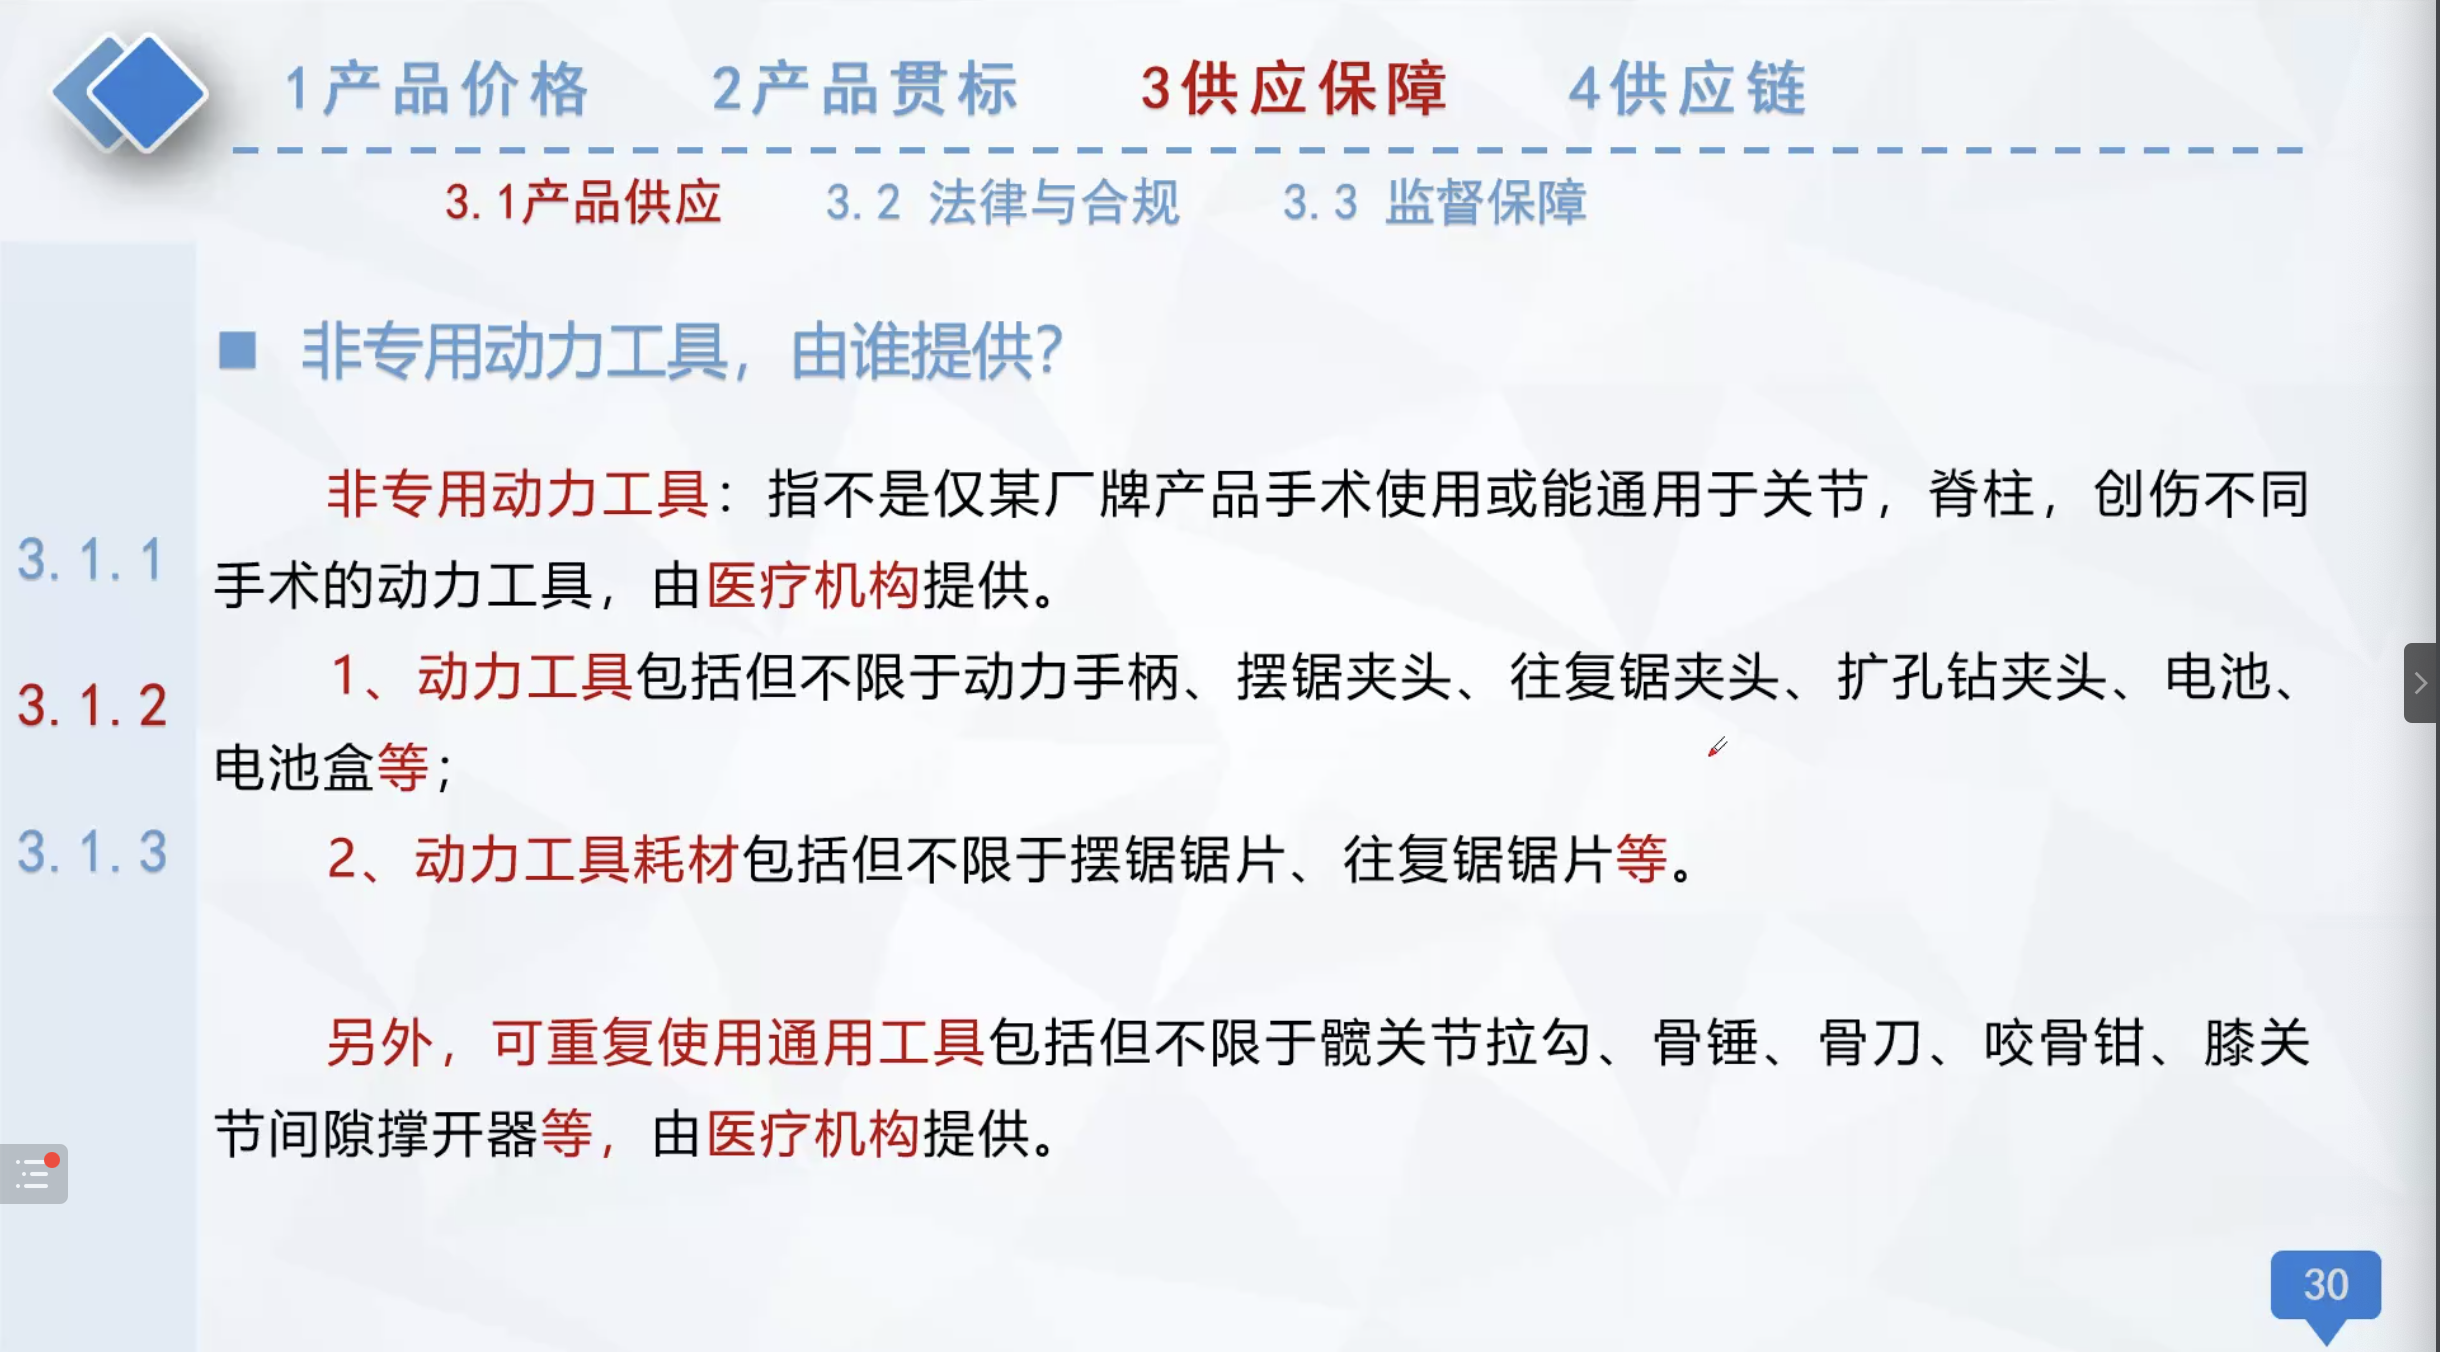 1产品价格 2产品贯标 3供应保障 4供应链
3.1产品供应 3.2 法律与合规 3.3 监督保障
■ 非专用动力工具，由谁提供？
非专用动力工具：指不是仅某厂牌产品手术使用或能通用于关节，脊柱，创伤不同
手术的动力工具，由医疗机构提供。
1、动力工具包括但不限于动力手柄、摆锯夹头、往复锯夹头、扩孔钻夹头、电池、
电池盒等；
2、动力工具耗材包括但不限于摆锯锯片、往复锯锯片等。
另外，可重复使用通用工具包括但不限于髋关节拉勾、骨锤、骨刀、咬骨钳、膝关
节间隙撑开器等，由医疗机构提供。
3.1.1
3.1.2
3.1.3
30